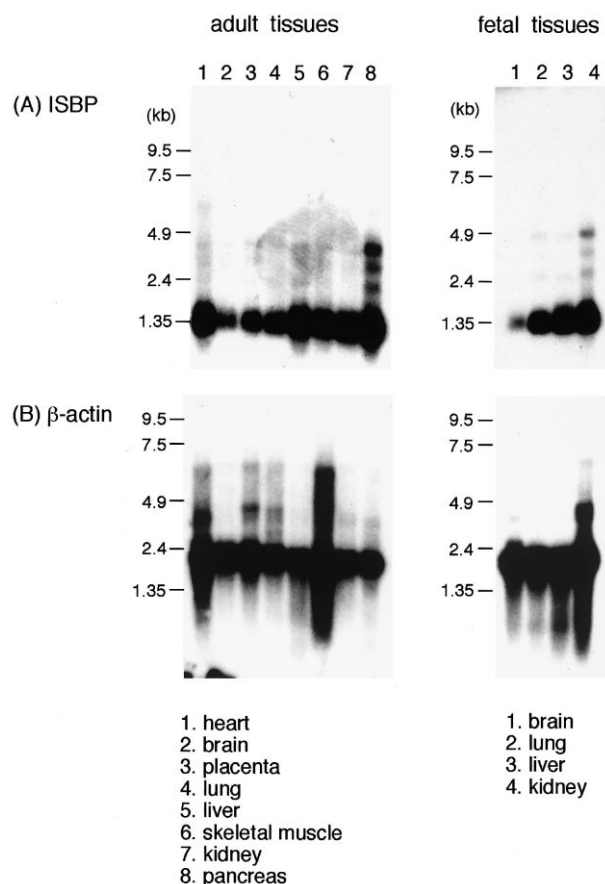 adult tissues
fetal tissues
1 2 3 4 5 6 7 8
1 2 3 4
(A) ISBP
(kb)
9.5
7.5
4.9
2.4
1.35
(kb)
9.5
7.5
4.9
2.4
1.35
(B) β-actin
9.5
7.5
4.9
2.4
1.35
9.5
7.5
4.9
2.4
1.35
1. heart
2. brain
3. placenta
4. lung
5. liver
6. skeletal muscle
7. kidney
8. pancreas
1. brain
2. lung
3. liver
4. kidney